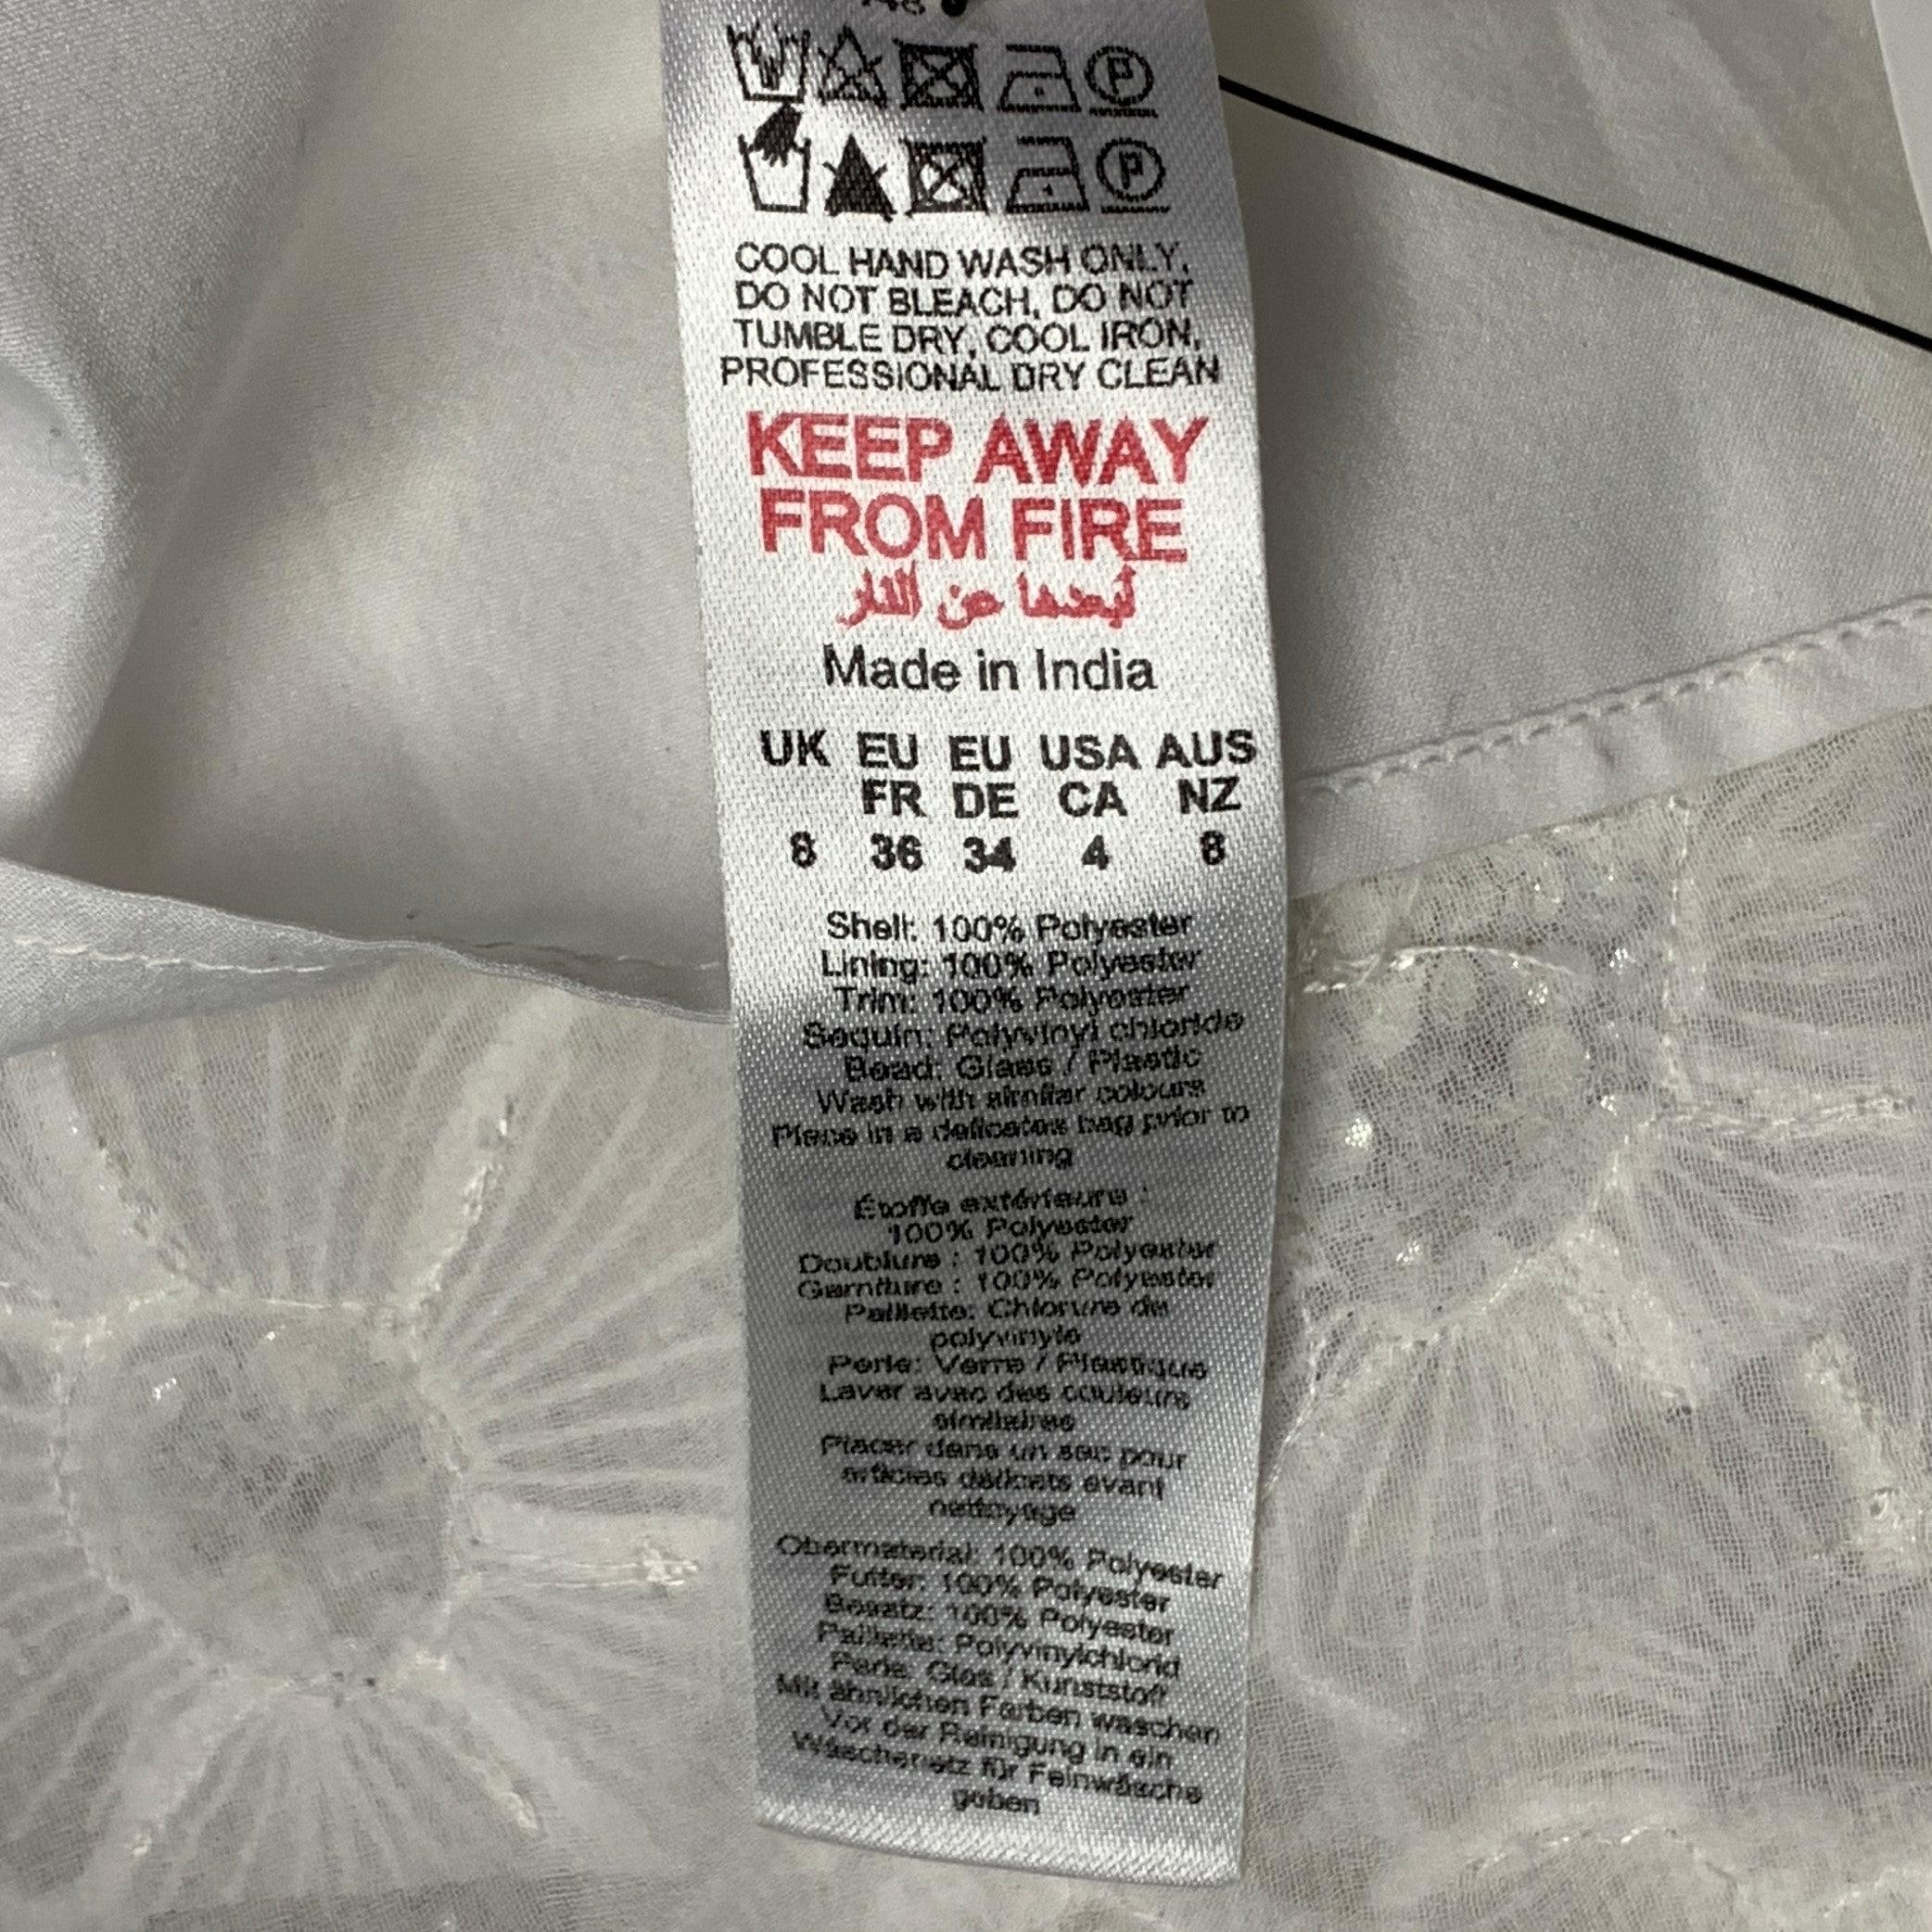 P
P
COOL HAND WASH ONLY,
DO NOT BLEACH, DO NOT
TUMBLE DRY, COOL IRON,
PROFESSIONAL DRY CLEAN
KEEP AWAY
FROM FIRE
Made in India
UK EU EU USA AUS
FR DE CA NZ
8 36 34 4 8
Shell: 100% Polyester
Lining: 100% Polyester
Trim: 100% Polyester
Sequin: Polyvinyl chloride
Bead: Glass / Plastic
Wash with similar colours
Place in a delicates bag prior to
cleaning
Étoffe extérieure :
100% Polyester
Doublure : 100% Polyester
Garniture : 100% Polyester
Paillette: Chlorure de
polyvinyle
Perle: Verre / Plastique
Laver avec des couleurs
similaires
Placer dans un sac pour
articles délicats avant
nettoyage
Obermaterial: 100% Polyester
Futter: 100% Polyester
Besatz: 100% Polyester
Paillette: Polyvinylchlorid
Perle: Glas / Kunststoff
Mit ähnlichen Farben waschen
Vor der Reinigung in ein
Wäschenetz für Feinwäsche
geben